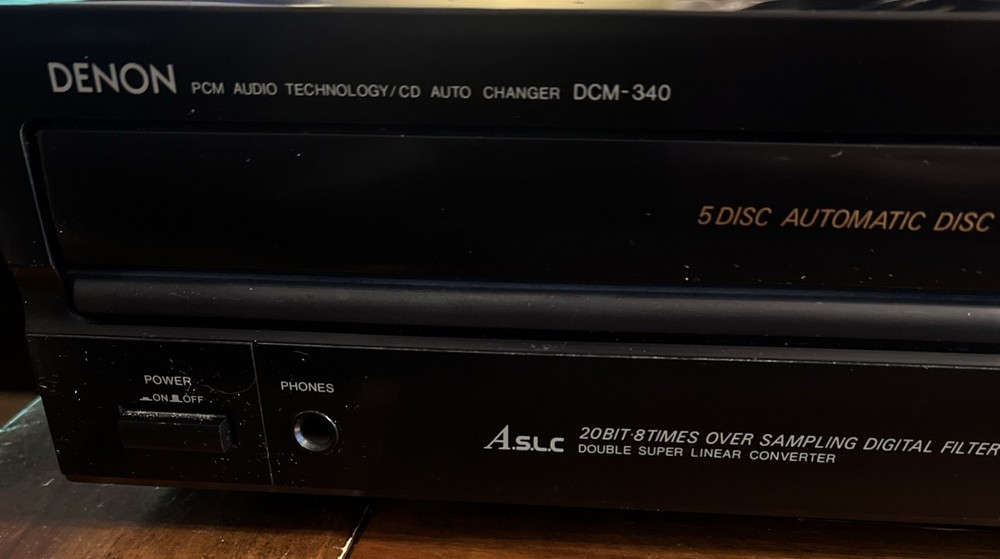 DENON PCM AUDIO TECHNOLOGY/CD AUTO CHANGER DCM-340
5 DISC AUTOMATIC DISC
POWER
ON OFF
PHONES
A.S.L.C 20BIT·8TIMES OVER SAMPLING DIGITAL FILTER
DOUBLE SUPER LINEAR CONVERTER